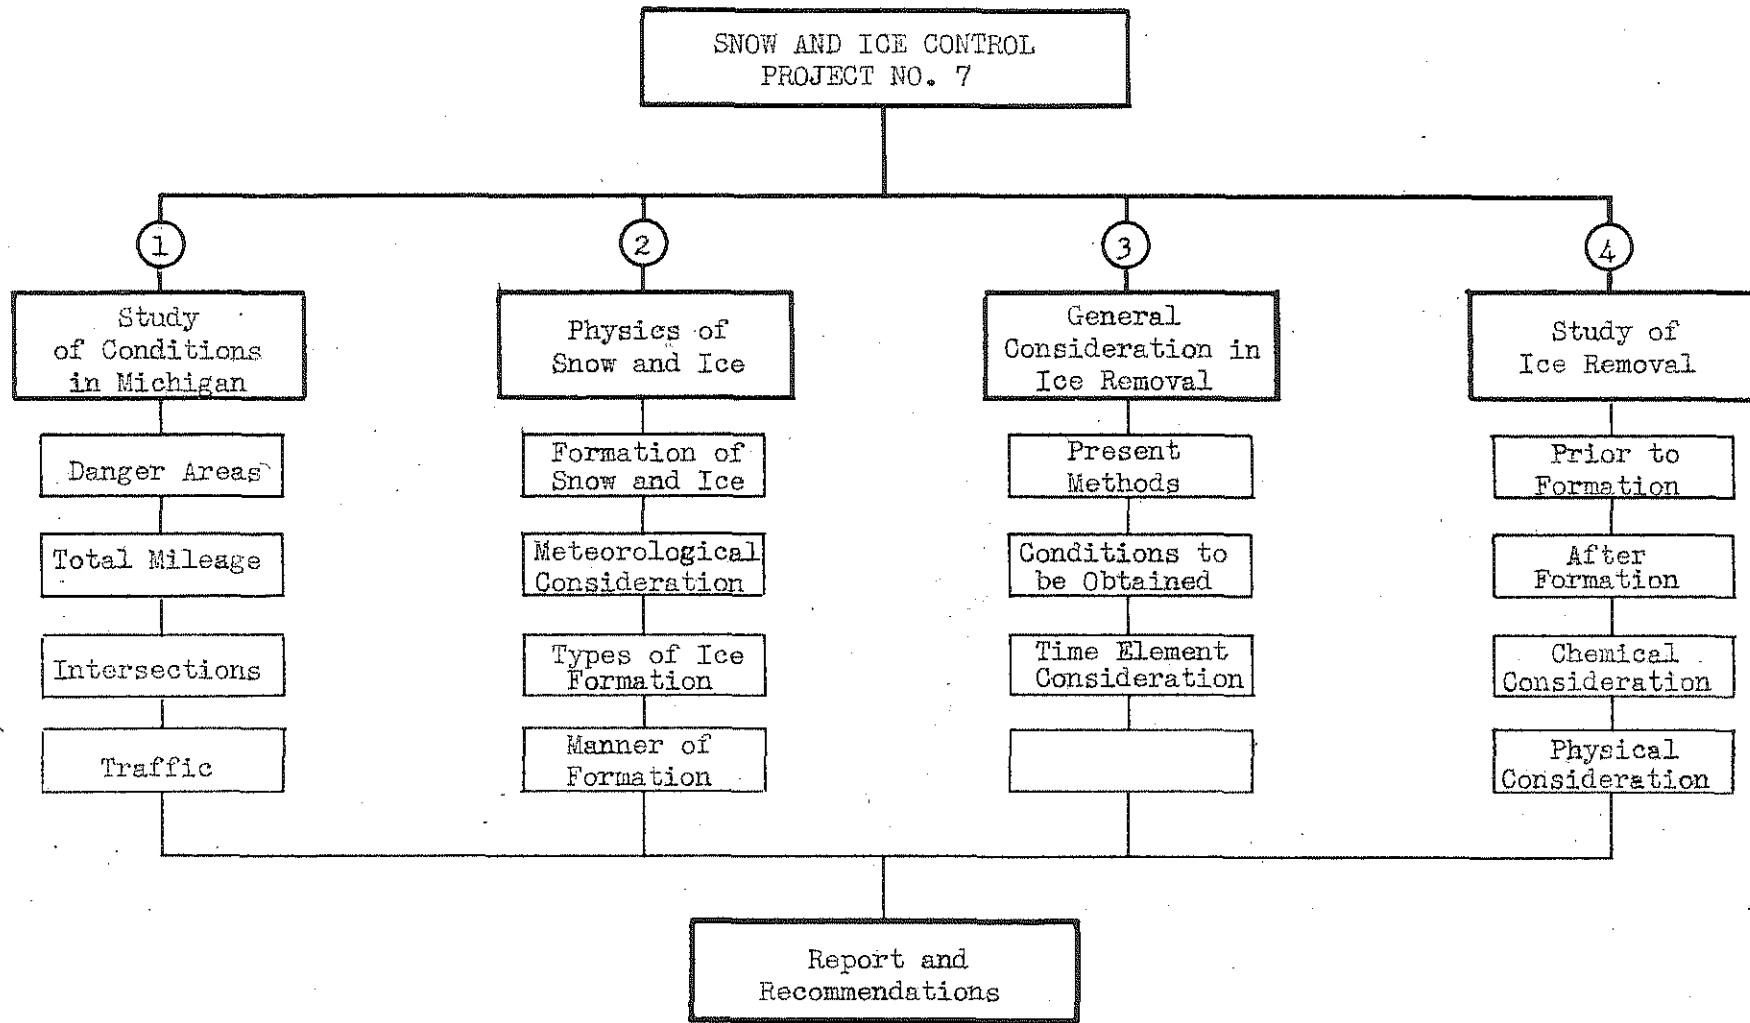 SNOW AND ICE CONTROL
PROJECT NO. 7
1
2
3
4
Study
of Conditions
in Michigan
Danger Areas
Total Mileage
Intersections
Traffic
Physics of
Snow and Ice
Formation of
Snow and Ice
Meteorological
Consideration
Types of Ice
Formation
Manner of
Formation
General
Consideration in
Ice Removal
Present
Methods
Conditions to
be Obtained
Time Element
Consideration
Study of
Ice Removal
Prior to
Formation
After
Formation
Chemical
Consideration
Physical
Consideration
Report and
Recommendations